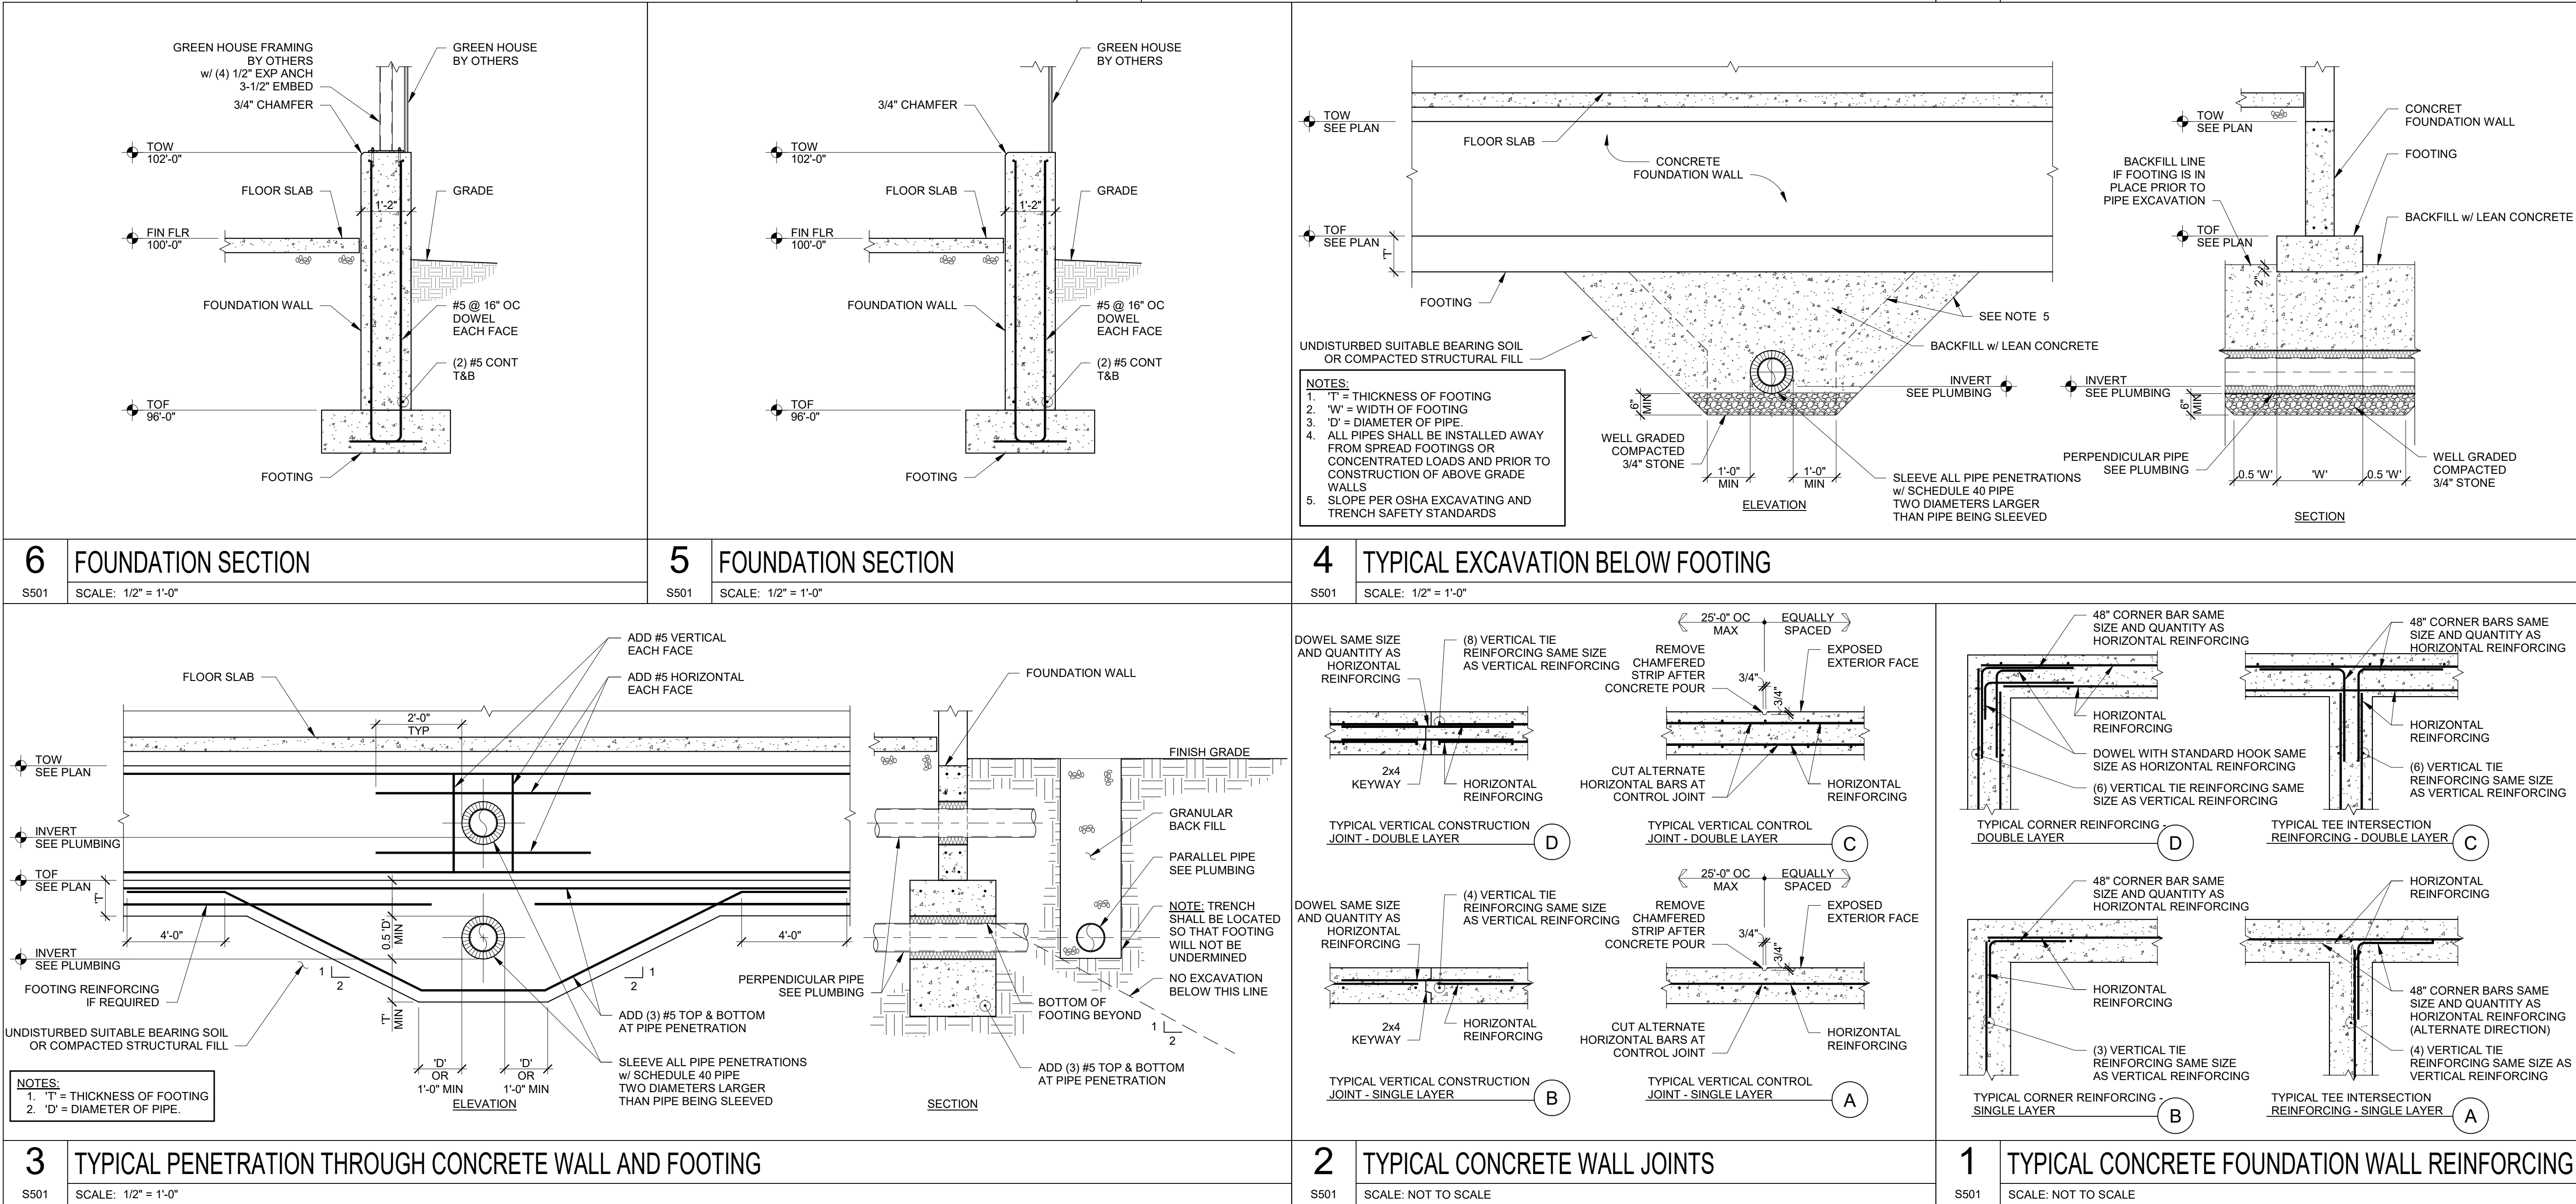 GREEN HOUSE FRAMING
BY OTHERS
w/ (4) 1/2" EXP ANCH
3-1/2" EMBED
3/4" CHAMFER
GREEN HOUSE
BY OTHERS
TOW
102'-0"
FLOOR SLAB
1'-2"
GRADE
FIN FLR
100'-0"
FOUNDATION WALL
#5 @ 16" OC
DOWEL
EACH FACE
(2) #5 CONT
T&B
TOF
96'-0"
FOOTING
6
FOUNDATION SECTION
S501
SCALE: 1/2" = 1'-0"
GREEN HOUSE
BY OTHERS
3/4" CHAMFER
TOW
102'-0"
FLOOR SLAB
1'-2"
GRADE
FIN FLR
100'-0"
FOUNDATION WALL
#5 @ 16" OC
DOWEL
EACH FACE
(2) #5 CONT
T&B
TOF
96'-0"
FOOTING
5
FOUNDATION SECTION
S501
SCALE: 1/2" = 1'-0"
TOW
SEE PLAN
FLOOR SLAB
CONCRETE
FOUNDATION WALL
TOF
SEE PLAN
'T'
FOOTING
SEE NOTE 5
UNDISTURBED SUITABLE BEARING SOIL
OR COMPACTED STRUCTURAL FILL
BACKFILL w/ LEAN CONCRETE
NOTES:
1. 'T' = THICKNESS OF FOOTING
2. 'W' = WIDTH OF FOOTING
3. 'D' = DIAMETER OF PIPE.
4. ALL PIPES SHALL BE INSTALLED AWAY
FROM SPREAD FOOTINGS OR
CONCENTRATED LOADS AND PRIOR TO
CONSTRUCTION OF ABOVE GRADE
WALLS
5. SLOPE PER OSHA EXCAVATING AND
TRENCH SAFETY STANDARDS
6"
MIN
INVERT
SEE PLUMBING
WELL GRADED
COMPACTED
3/4" STONE
1'-0"
MIN
1'-0"
MIN
SLEEVE ALL PIPE PENETRATIONS
w/ SCHEDULE 40 PIPE
TWO DIAMETERS LARGER
THAN PIPE BEING SLEEVED
ELEVATION
TOW
SEE PLAN
CONCRET
FOUNDATION WALL
FOOTING
BACKFILL LINE
IF FOOTING IS IN
PLACE PRIOR TO
PIPE EXCAVATION
BACKFILL w/ LEAN CONCRETE
TOF
SEE PLAN
2"
INVERT
SEE PLUMBING
6"
MIN
PERPENDICULAR PIPE
SEE PLUMBING
0.5 'W'
'W'
0.5 'W'
WELL GRADED
COMPACTED
3/4" STONE
SECTION
4
TYPICAL EXCAVATION BELOW FOOTING
S501
SCALE: 1/2" = 1'-0"
ADD #5 VERTICAL
EACH FACE
FLOOR SLAB
ADD #5 HORIZONTAL
EACH FACE
2'-0"
TYP
TOW
SEE PLAN
INVERT
SEE PLUMBING
TOF
SEE PLAN
'T'
4'-0"
0.5 'D'
MIN
4'-0"
INVERT
SEE PLUMBING
1
2
1
2
FOOTING REINFORCING
IF REQUIRED
'T'
MIN
UNDISTURBED SUITABLE BEARING SOIL
OR COMPACTED STRUCTURAL FILL
ADD (3) #5 TOP & BOTTOM
AT PIPE PENETRATION
'D'
OR
1'-0" MIN
'D'
OR
1'-0" MIN
SLEEVE ALL PIPE PENETRATIONS
w/ SCHEDULE 40 PIPE
TWO DIAMETERS LARGER
THAN PIPE BEING SLEEVED
NOTES:
1. 'T' = THICKNESS OF FOOTING
2. 'D' = DIAMETER OF PIPE.
ELEVATION
FOUNDATION WALL
FINISH GRADE
GRANULAR
BACK FILL
PARALLEL PIPE
SEE PLUMBING
NOTE: TRENCH
SHALL BE LOCATED
SO THAT FOOTING
WILL NOT BE
UNDERMINED
PERPENDICULAR PIPE
SEE PLUMBING
NO EXCAVATION
BELOW THIS LINE
BOTTOM OF
FOOTING BEYOND
1
2
ADD (3) #5 TOP & BOTTOM
AT PIPE PENETRATION
SECTION
3
TYPICAL PENETRATION THROUGH CONCRETE WALL AND FOOTING
S501
SCALE: 1/2" = 1'-0"
DOWEL SAME SIZE
AND QUANTITY AS
HORIZONTAL
REINFORCING
(8) VERTICAL TIE
REINFORCING SAME SIZE
AS VERTICAL REINFORCING
2x4
KEYWAY
HORIZONTAL
REINFORCING
TYPICAL VERTICAL CONSTRUCTION
JOINT - DOUBLE LAYER
D
25'-0" OC
MAX
EQUALLY
SPACED
REMOVE
CHAMFERED
STRIP AFTER
CONCRETE POUR
3/4"
3/4"
EXPOSED
EXTERIOR FACE
CUT ALTERNATE
HORIZONTAL BARS AT
CONTROL JOINT
HORIZONTAL
REINFORCING
TYPICAL VERTICAL CONTROL
JOINT - DOUBLE LAYER
C
DOWEL SAME SIZE
AND QUANTITY AS
HORIZONTAL
REINFORCING
(4) VERTICAL TIE
REINFORCING SAME SIZE
AS VERTICAL REINFORCING
2x4
KEYWAY
HORIZONTAL
REINFORCING
TYPICAL VERTICAL CONSTRUCTION
JOINT - SINGLE LAYER
B
25'-0" OC
MAX
EQUALLY
SPACED
REMOVE
CHAMFERED
STRIP AFTER
CONCRETE POUR
3/4"
3/4"
EXPOSED
EXTERIOR FACE
CUT ALTERNATE
HORIZONTAL BARS AT
CONTROL JOINT
HORIZONTAL
REINFORCING
TYPICAL VERTICAL CONTROL
JOINT - SINGLE LAYER
A
2
TYPICAL CONCRETE WALL JOINTS
S501
SCALE: NOT TO SCALE
48" CORNER BAR SAME
SIZE AND QUANTITY AS
HORIZONTAL REINFORCING
HORIZONTAL
REINFORCING
DOWEL WITH STANDARD HOOK SAME
SIZE AS HORIZONTAL REINFORCING
(6) VERTICAL TIE REINFORCING SAME
SIZE AS VERTICAL REINFORCING
TYPICAL CORNER REINFORCING -
DOUBLE LAYER
D
48" CORNER BARS SAME
SIZE AND QUANTITY AS
HORIZONTAL REINFORCING
HORIZONTAL
REINFORCING
(6) VERTICAL TIE
REINFORCING SAME SIZE
AS VERTICAL REINFORCING
TYPICAL TEE INTERSECTION
REINFORCING - DOUBLE LAYER
C
48" CORNER BAR SAME
SIZE AND QUANTITY AS
HORIZONTAL REINFORCING
HORIZONTAL
REINFORCING
(3) VERTICAL TIE
REINFORCING SAME SIZE
AS VERTICAL REINFORCING
TYPICAL CORNER REINFORCING -
SINGLE LAYER
B
HORIZONTAL
REINFORCING
48" CORNER BARS SAME
SIZE AND QUANTITY AS
HORIZONTAL REINFORCING
(ALTERNATE DIRECTION)
(4) VERTICAL TIE
REINFORCING SAME SIZE AS
VERTICAL REINFORCING
TYPICAL TEE INTERSECTION
REINFORCING - SINGLE LAYER
A
1
TYPICAL CONCRETE FOUNDATION WALL REINFORCING
S501
SCALE: NOT TO SCALE